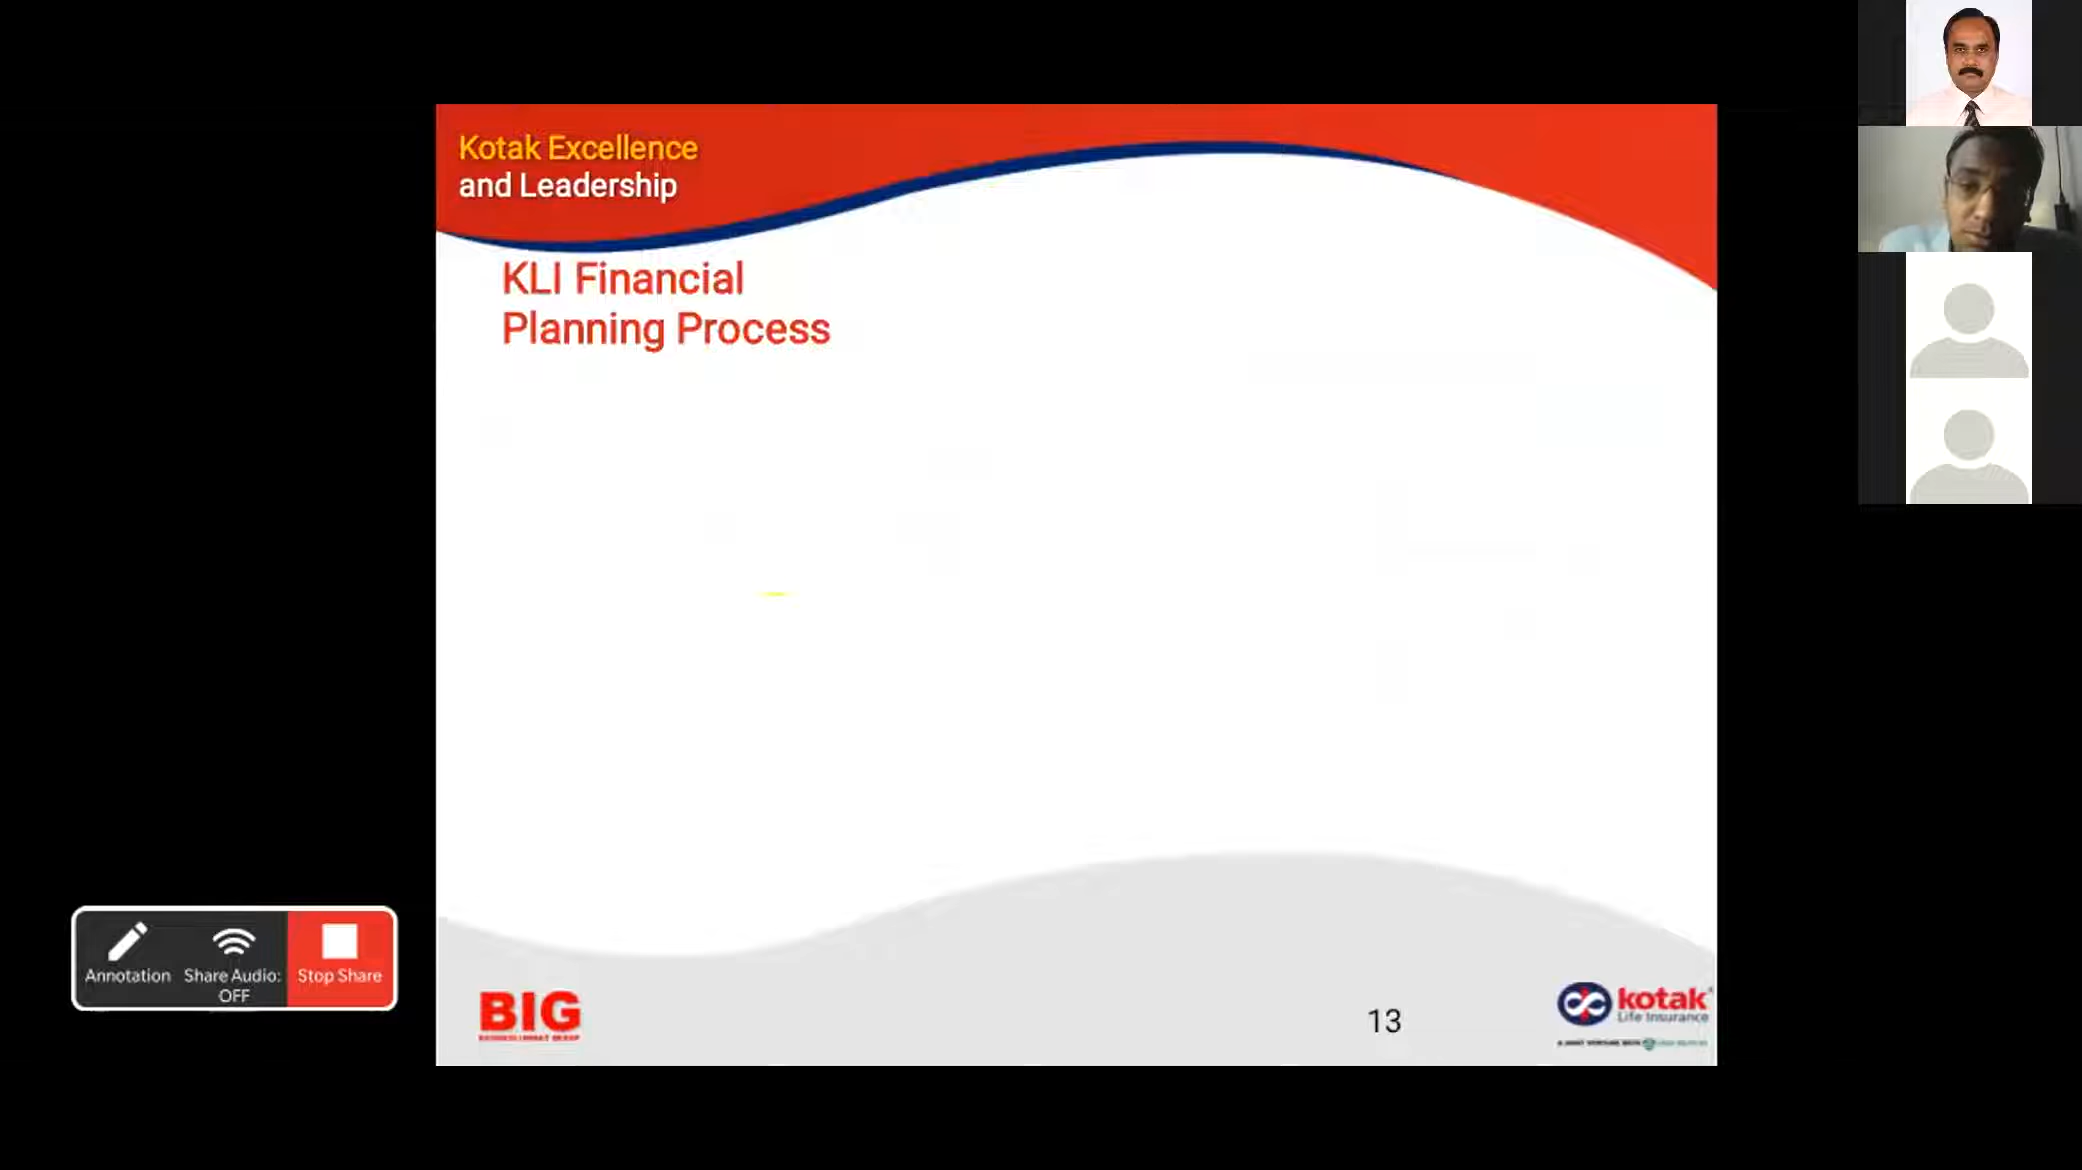 Kotak Excellence
and Leadership
KLI Financial
Planning Process
Annotation
Share Audio:
OFF
Stop Share
BIG
13
kotak
Life Insurance